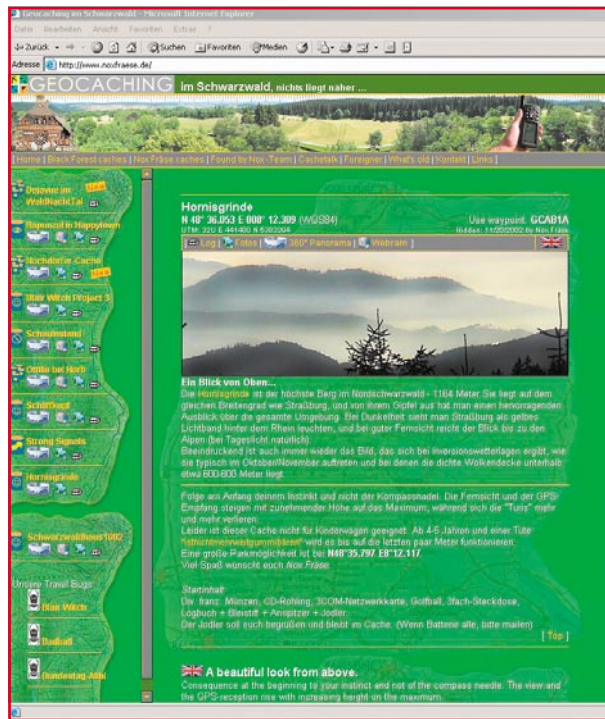 Geocaching im Schwarzwald - Microsoft Internet Explorer
Datei Bearbeiten Ansicht Favoriten Extras ?
Zurück Suchen Favoriten Medien
Adresse http://www.noxfraese.de/
GEOCACHING im Schwarzwald, nichts liegt näher ...
[ Home | Black Forest caches | Nox Fräse caches | Found by Nox-Team | Cachetalk | Foreigner | What's old | Kontakt | Links ]
Dejavue im
WaldNachtTal
New
Rapunzel in Happytown
Hochdorfer-Cache
New
Blair Witch Project 3
Schauinsland
Ottilie bei Horb
Schliffkopf
Strong Signals
Hornisgrinde
Schwarzwaldhaus1902
Unsere Travel Bugs:
Blair Witch
Badball
Bundestag-Alibi
Hornisgrinde
N 48° 36.053 E 008° 12.309 (WGS84) Use waypoint: GCAB1A
UTM: 32U E 441400 N 5383904 Hidden: 11/20/2002 by Nox Fräse
[ Log | Fotos | 360° Panorama | Webcam ]
Ein Blick von Oben...
Die Hornisgrinde ist der höchste Berg im Nordschwarzwald - 1164 Meter. Sie liegt auf dem
gleichen Breitengrad wie Straßburg, und von ihrem Gipfel aus hat man einen hervorragenden
Ausblick über die gesamte Umgebung. Bei Dunkelheit sieht man Straßburg als gelbes
Lichtband hinter dem Rhein leuchten, und bei guter Fernsicht reicht der Blick bis zu den
Alpen (bei Tageslicht natürlich).
Beeindruckend ist auch immer wieder das Bild, das sich bei Inversionswetterlagen ergibt, wie
sie typisch im Oktober/November auftreten und bei denen die dichte Wolkendecke unterhalb
etwa 600-800 Meter liegt.
Folge am Anfang deinem Instinkt und nicht der Kompassnadel. Die Fernsicht und der GPS-
Empfang steigen mit zunehmender Höhe auf das Maximum, während sich die "Turis" mehr
und mehr verlieren.
Leider ist dieser Cache nicht für Kinderwagen geeignet. Ab 4-5 Jahren und einer Tüte
wird es bis auf die letzten paar Meter funktionieren.
Eine große Parkmöglichkeit ist bei N48°35.797 E8°12.117.
Viel Spaß wünscht euch Nox Fräse
Startinhalt:
Div. franz. Münzen, CD-Rohling, 3COM-Netzwerkkarte, Golfball, 3fach-Steckdose,
Logbuch + Bleistift + Anspitzer + Jodler.
Der Jodler soll euch begrüßen und bleibt im Cache. (Wenn Batterie alle, bitte mailen)
[ Top ]
A beautiful look from above.
Consequence at the beginning to your instinct and not of the compass needle. The view and
the GPS-reception rise with increasing height on the maximum.